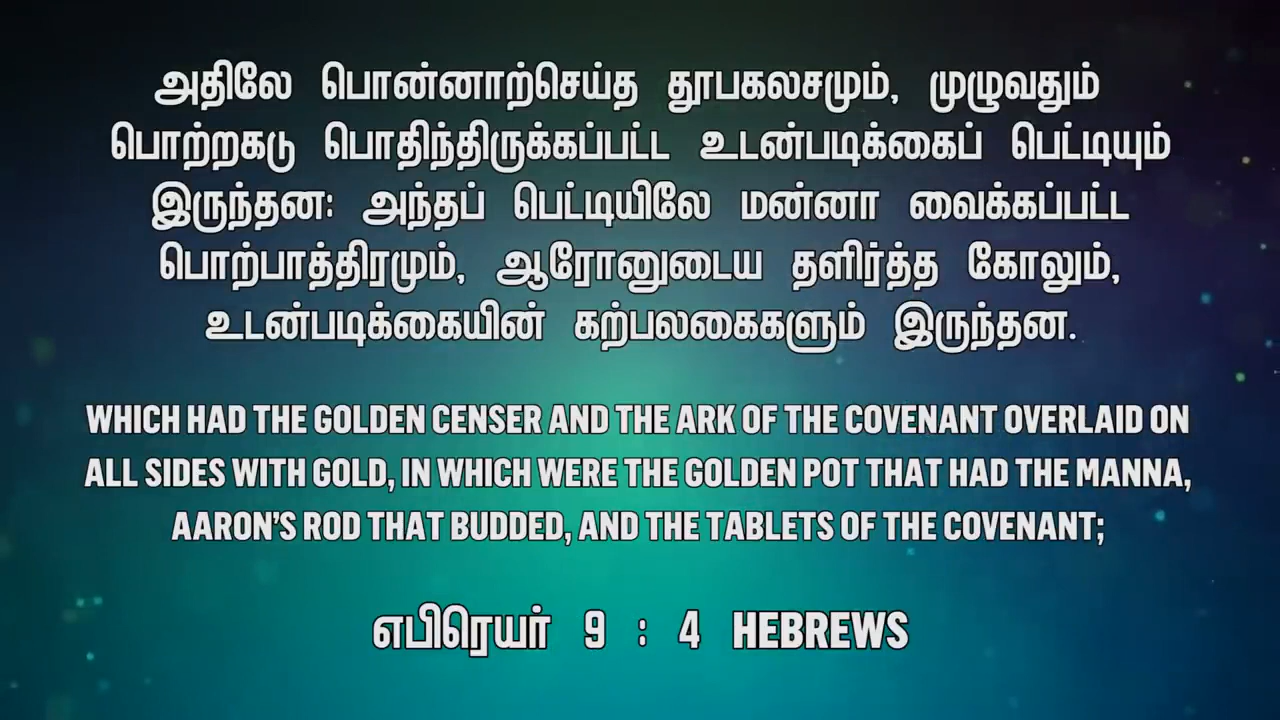 அதிலே பொன்னாற்செய்த தூபகலசமும், முழுவதும்
பொற்றகடு பொதிந்திருக்கப்பட்ட உடன்படிக்கைப் பெட்டியும்
இருந்தன: அந்தப் பெட்டியிலே மன்னா வைக்கப்பட்ட
பொற்பாத்திரமும், ஆரோனுடைய தளிர்த்த கோலும்,
உடன்படிக்கையின் கற்பலகைகளும் இருந்தன.
WHICH HAD THE GOLDEN CENSER AND THE ARK OF THE COVENANT OVERLAID ON
ALL SIDES WITH GOLD, IN WHICH WERE THE GOLDEN POT THAT HAD THE MANNA,
AARON’S ROD THAT BUDDED, AND THE TABLETS OF THE COVENANT;
எபிரெயர் 9 : 4 HEBREWS